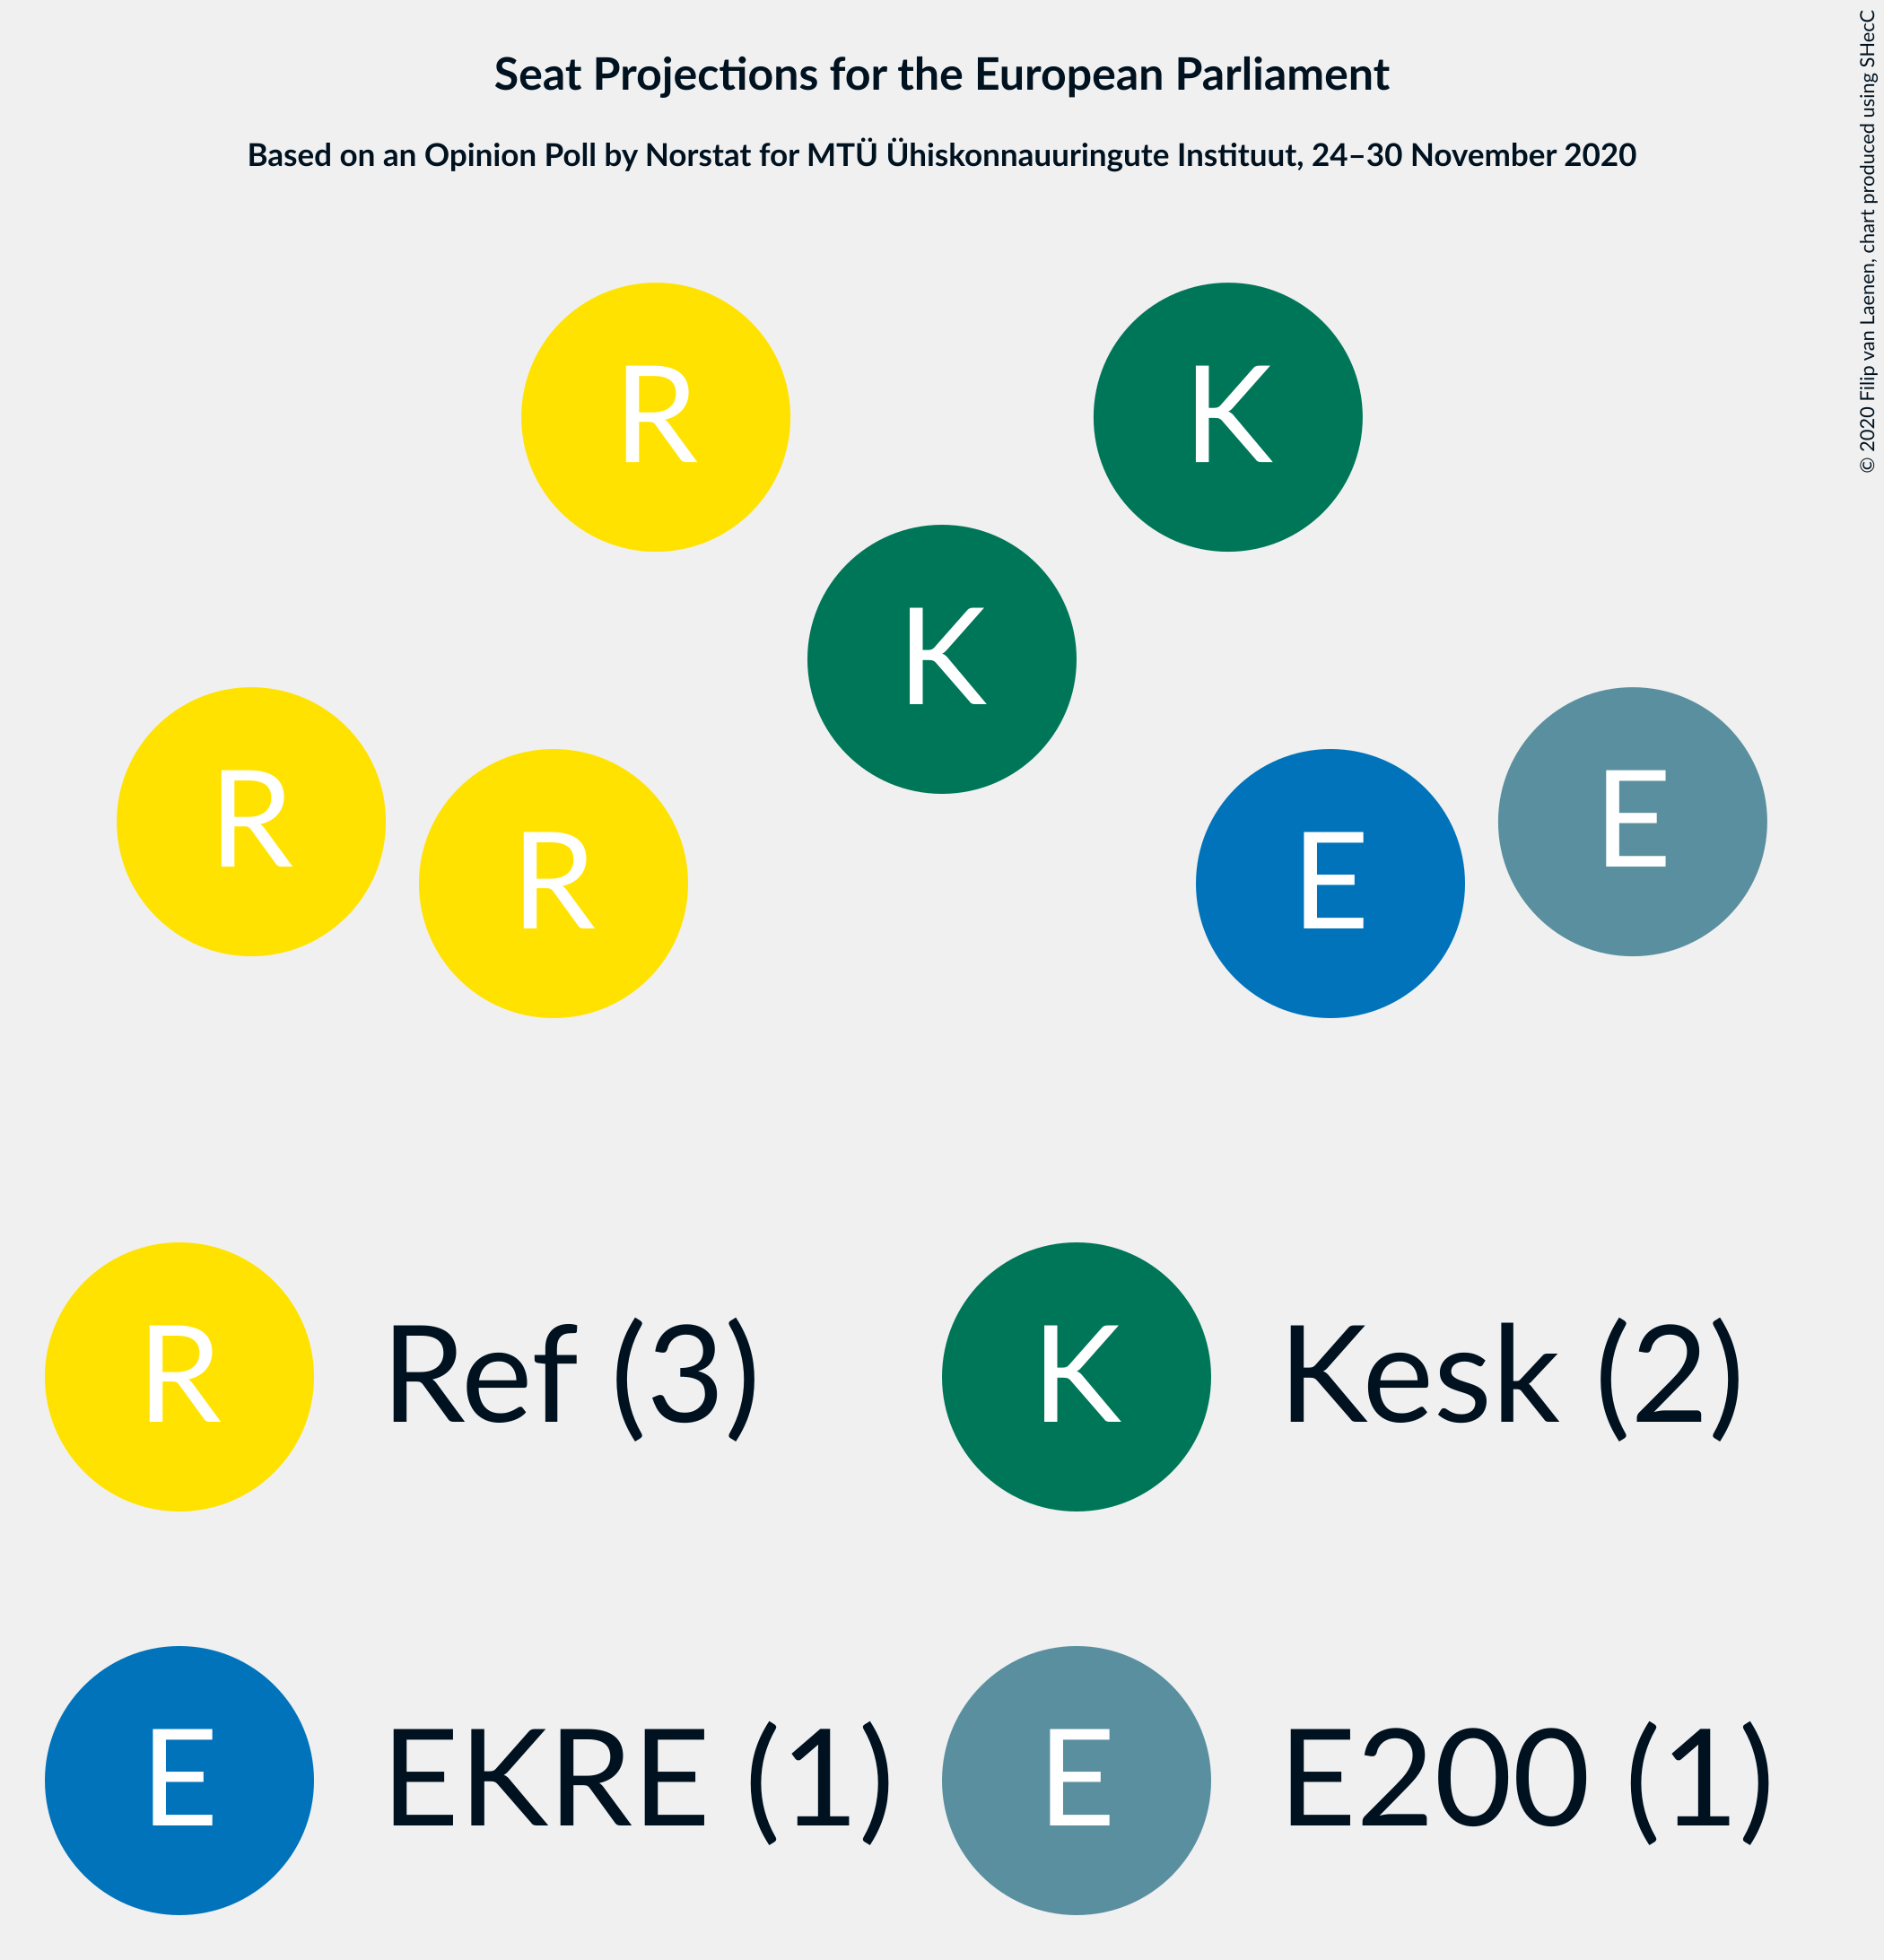 Seat Projections for the European Parliament
Based on an Opinion Poll by Norstat for MTÜ Ühiskonnauuringute Instituut, 24–30 November 2020
© 2020 Filip van Laenen, chart produced using SHecC
R
K
K
R
R
E
E
R Ref (3)
K Kesk (2)
E EKRE (1)
E E200 (1)